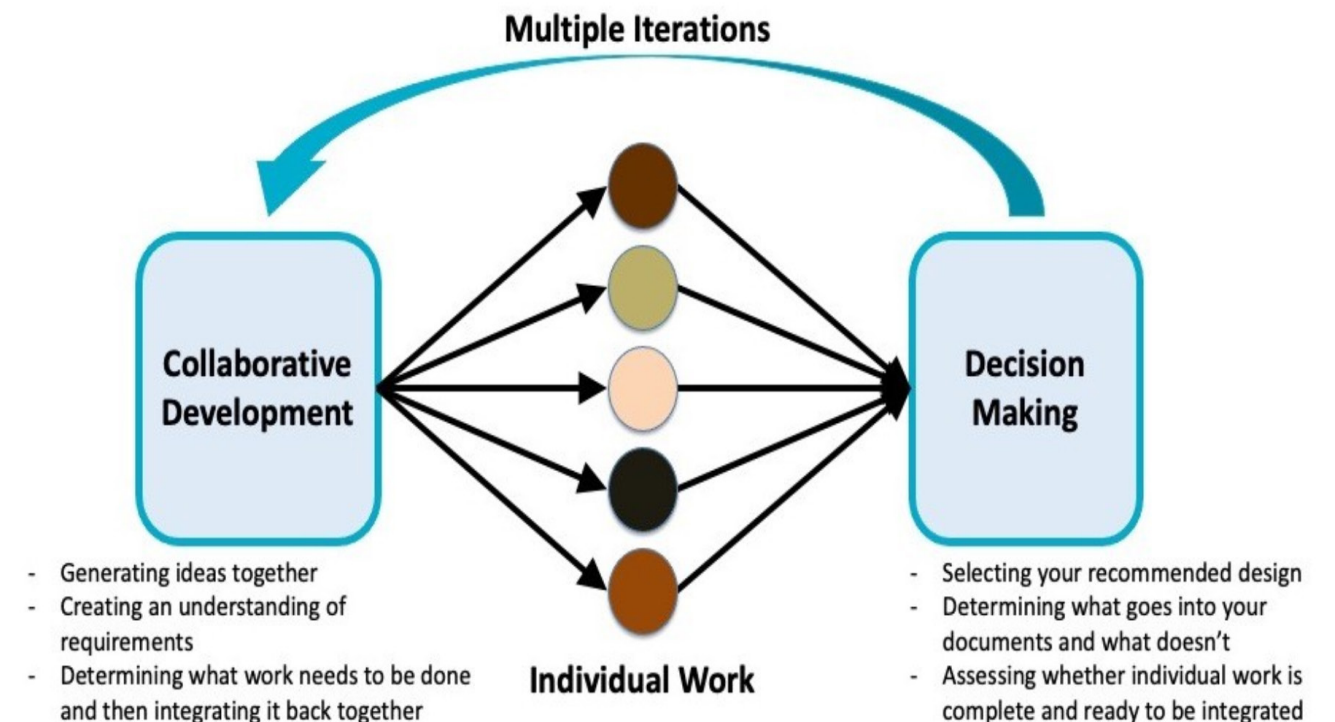 Multiple Iterations
Collaborative
Development
Decision
Making
- Generating ideas together
- Creating an understanding of
requirements
- Determining what work needs to be done
and then integrating it back together
Individual Work
- Selecting your recommended design
- Determining what goes into your
documents and what doesn't
- Assessing whether individual work is
complete and ready to be integrated